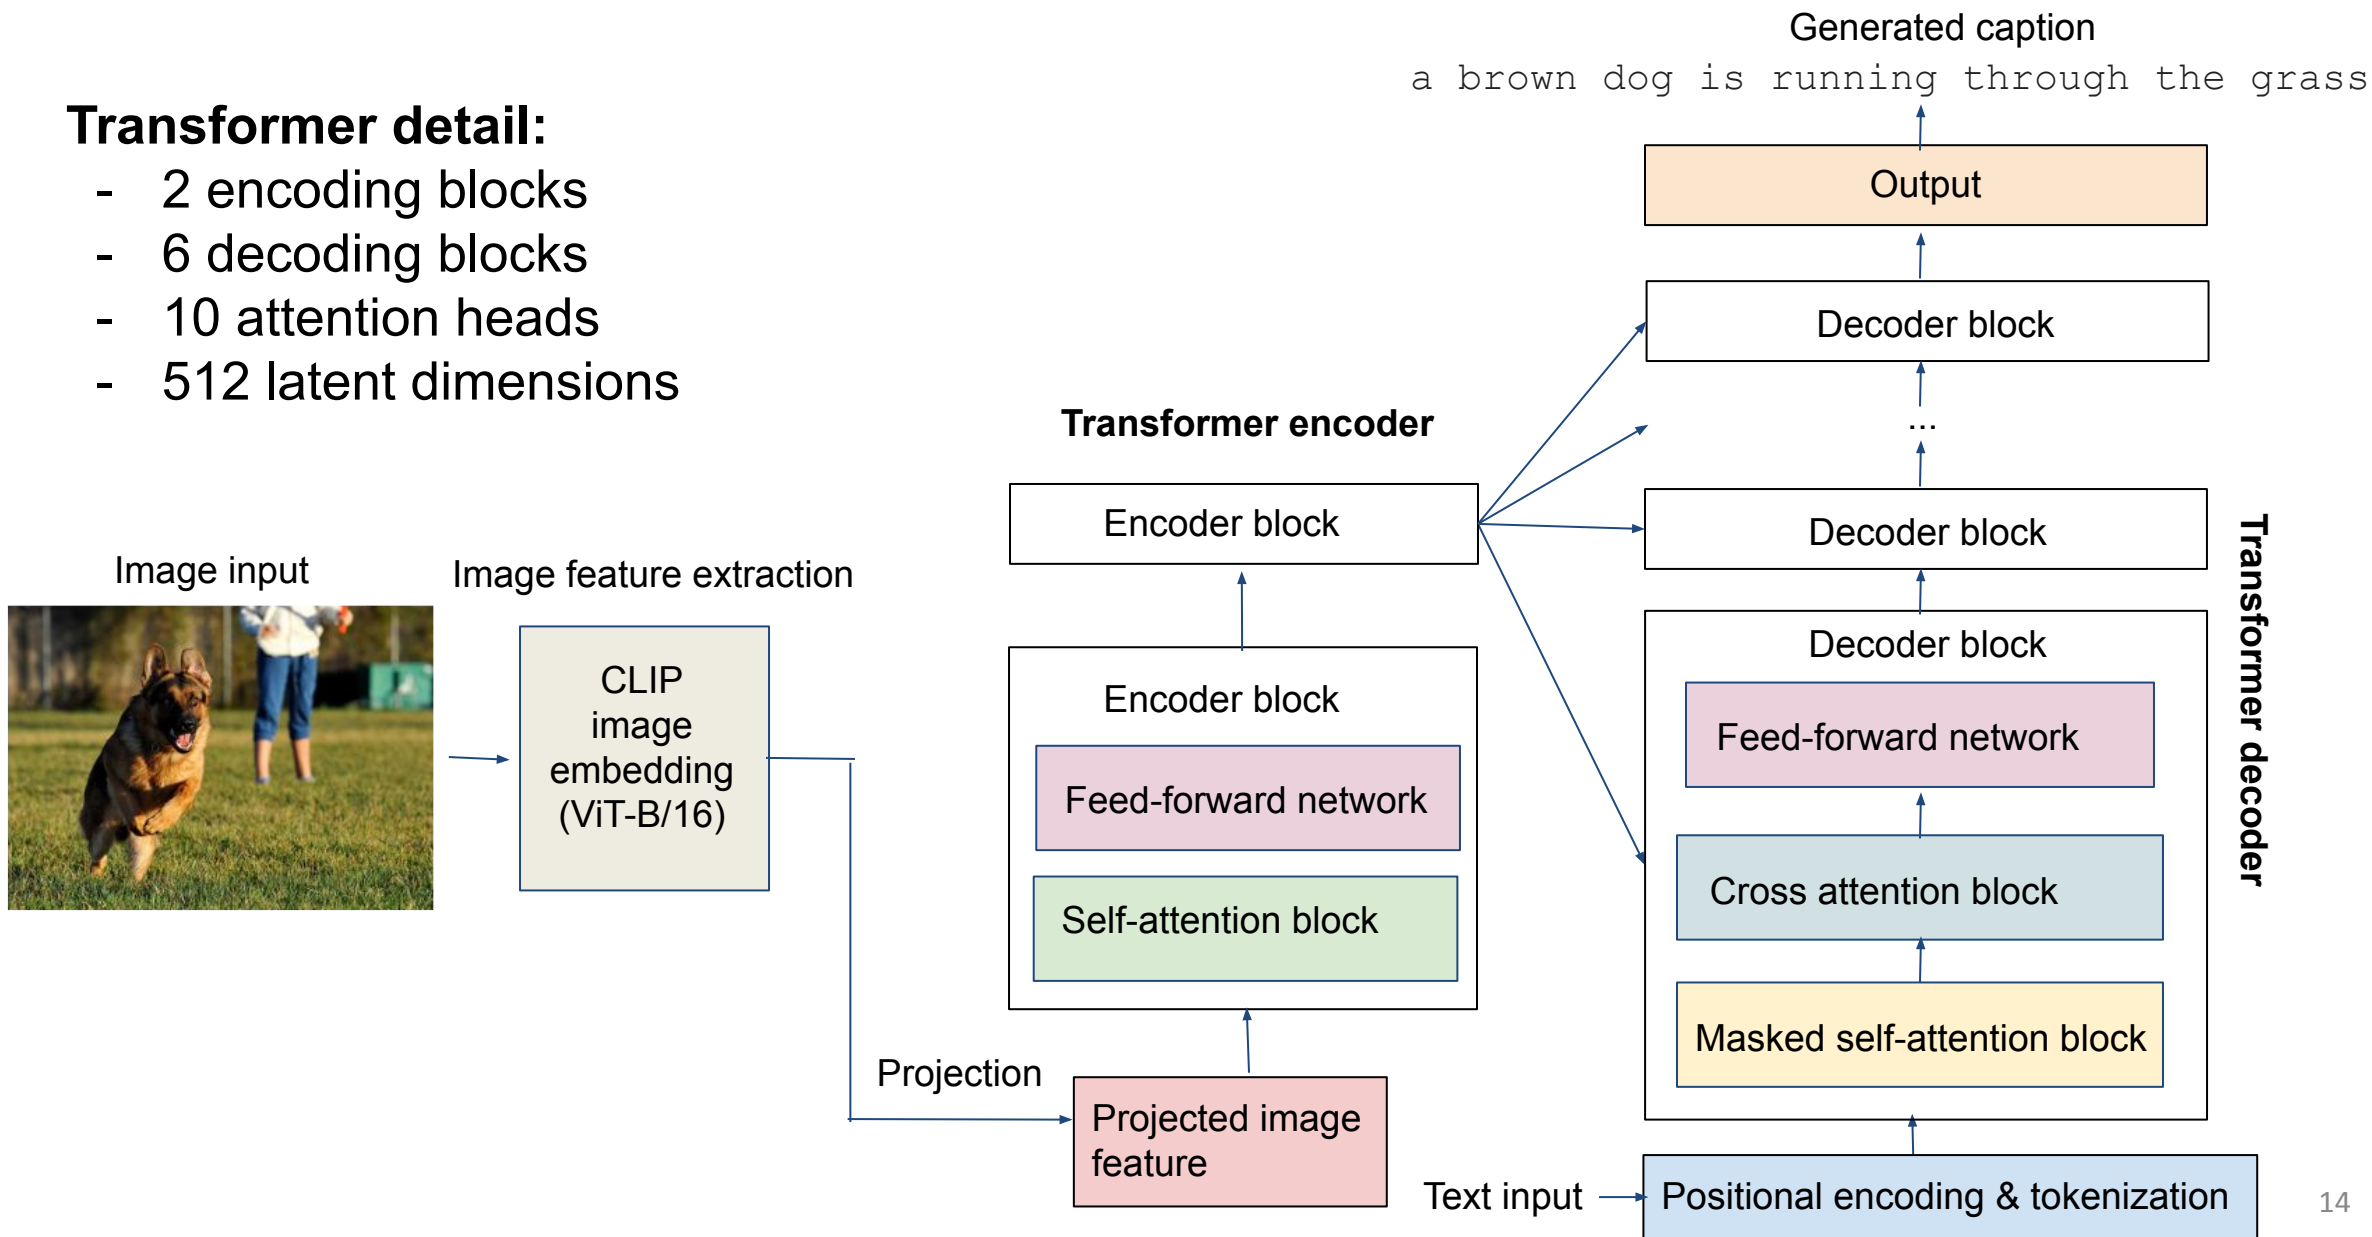 Transformer detail:
- 2 encoding blocks
- 6 decoding blocks
- 10 attention heads
- 512 latent dimensions
Image input
Image feature extraction
CLIP
image
embedding
(ViT-B/16)
Projection
Projected image
feature
Transformer encoder
Encoder block
Encoder block
Feed-forward network
Self-attention block
Generated caption
a brown dog is running through the grass
Output
Decoder block
...
Decoder block
Decoder block
Feed-forward network
Cross attention block
Masked self-attention block
Transformer decoder
Text input
Positional encoding & tokenization
14